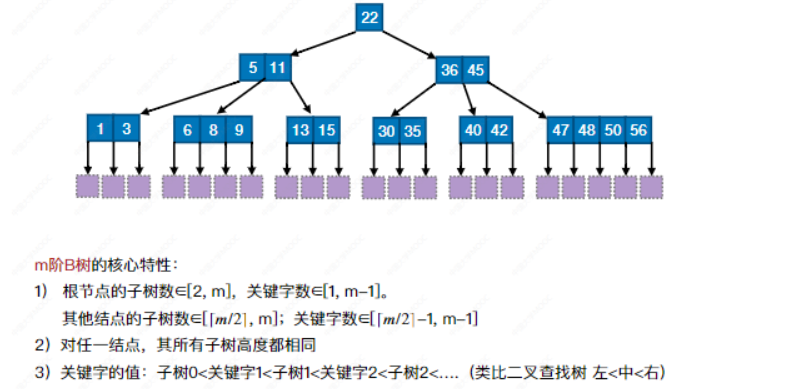 22
5 11
36 45
1 3
6 8 9
13 15
30 35
40 42
47 48 50 56
m阶B树的核心特性：
1） 根节点的子树数∈[2, m]，关键字数∈[1, m-1]。
其他结点的子树数∈[⌈m/2⌉, m]；关键字数∈[⌈m/2⌉-1, m-1]
2）对任一结点，其所有子树高度都相同
3）关键字的值：子树0<关键字1<子树1<关键字2<子树2<…. （类比二叉查找树 左<中<右）